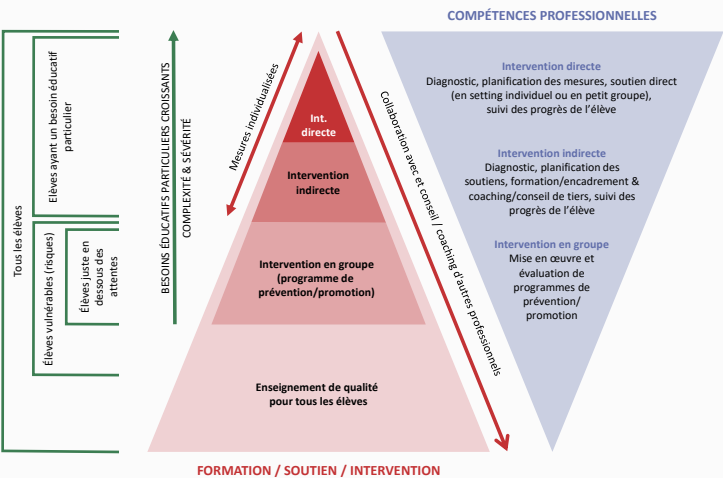 COMPÉTENCES PROFESSIONNELLES
Tous les élèves
Élèves ayant un besoin éducatif
particulier
Élèves vulnérables (risques)
Élèves juste en
dessous des
attentes
BESOINS ÉDUCATIFS PARTICULIERS CROISSANTS
COMPLEXITÉ & SÉVÉRITÉ
Mesures individualisées
Int.
directe
Intervention
indirecte
Intervention en groupe
(programme de
prévention/promotion)
Enseignement de qualité
pour tous les élèves
Collaboration avec et conseil / coaching d'autres professionnels
Intervention directe
Diagnostic, planification des mesures, soutien direct
(en setting individuel ou en petit groupe),
suivi des progrès de l'élève
Intervention indirecte
Diagnostic, planification des
soutiens, formation/encadrement &
coaching/conseil de tiers, suivi des
progrès de l'élève
Intervention en groupe
Mise en œuvre et
évaluation de
programmes de
prévention/
promotion
FORMATION / SOUTIEN / INTERVENTION